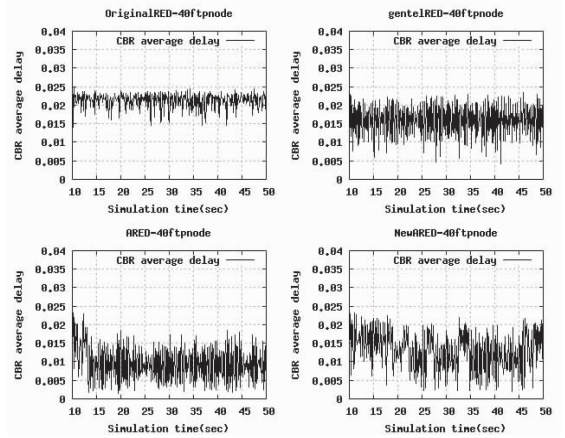 OriginalRED-40ftpnode
CBR average delay
CBR average delay
0.04
0.035
0.03
0.025
0.02
0.015
0.01
0.005
0
10 15 20 25 30 35 40 45 50
Simulation time(sec)
gentelRED-40ftpnode
CBR average delay
CBR average delay
0.04
0.035
0.03
0.025
0.02
0.015
0.01
0.005
0
10 15 20 25 30 35 40 45 50
Simulation time(sec)
ARED-40ftpnode
CBR average delay
CBR average delay
0.04
0.035
0.03
0.025
0.02
0.015
0.01
0.005
0
10 15 20 25 30 35 40 45 50
Simulation time(sec)
NewARED-40ftpnode
CBR average delay
CBR average delay
0.04
0.035
0.03
0.025
0.02
0.015
0.01
0.005
0
10 15 20 25 30 35 40 45 50
Simulation time(sec)